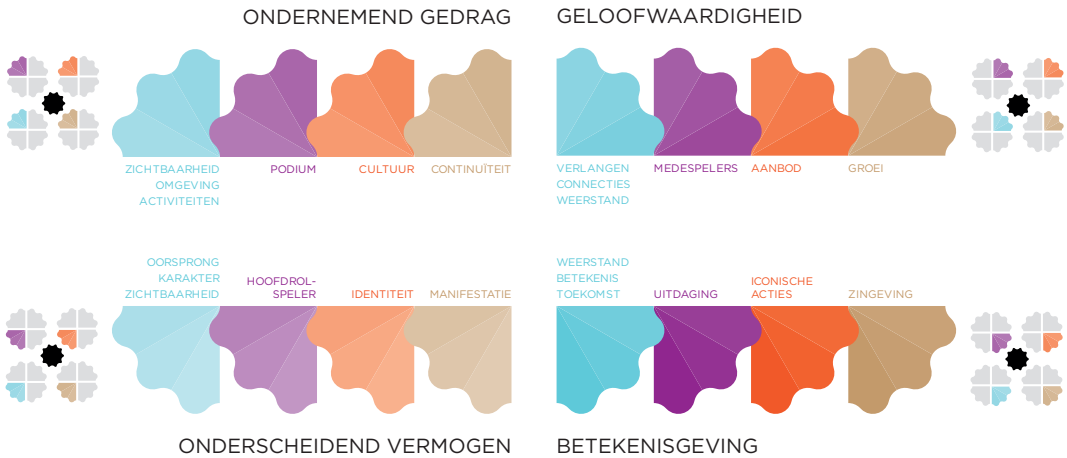 ONDERNEMEND GEDRAG
GELOOFWAARDIGHEID
ZICHTBAARHEID
OMGEVING
ACTIVITEITEN
PODIUM
CULTUUR
CONTINUÏTEIT
VERLANGEN
CONNECTIES
WEERSTAND
MEDESPELERS
AANBOD
GROEI
OORSPRONG
KARAKTER
ZICHTBAARHEID
HOOFDROL-
SPELER
IDENTITEIT
MANIFESTATIE
WEERSTAND
BETEKENIS
TOEKOMST
UITDAGING
ICONISCHE
ACTIES
ZINGEVING
ONDERSCHEIDEND VERMOGEN
BETEKENISGEVING